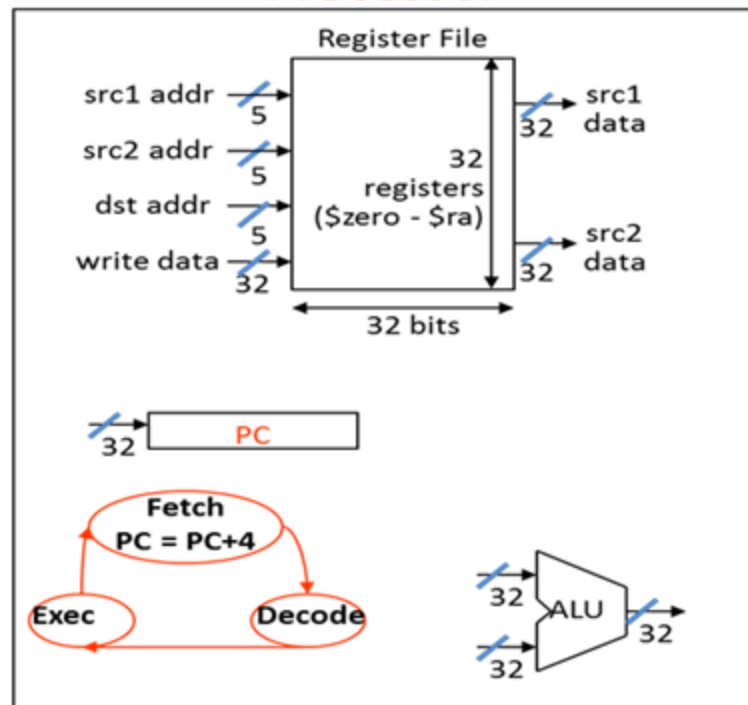 Register File
src1 addr
5
src2 addr
5
dst addr
5
write data
32
32
registers
($zero - $ra)
32
src1
data
32
src2
data
32 bits
32
PC
Fetch
PC = PC+4
Exec
Decode
32
ALU
32
32